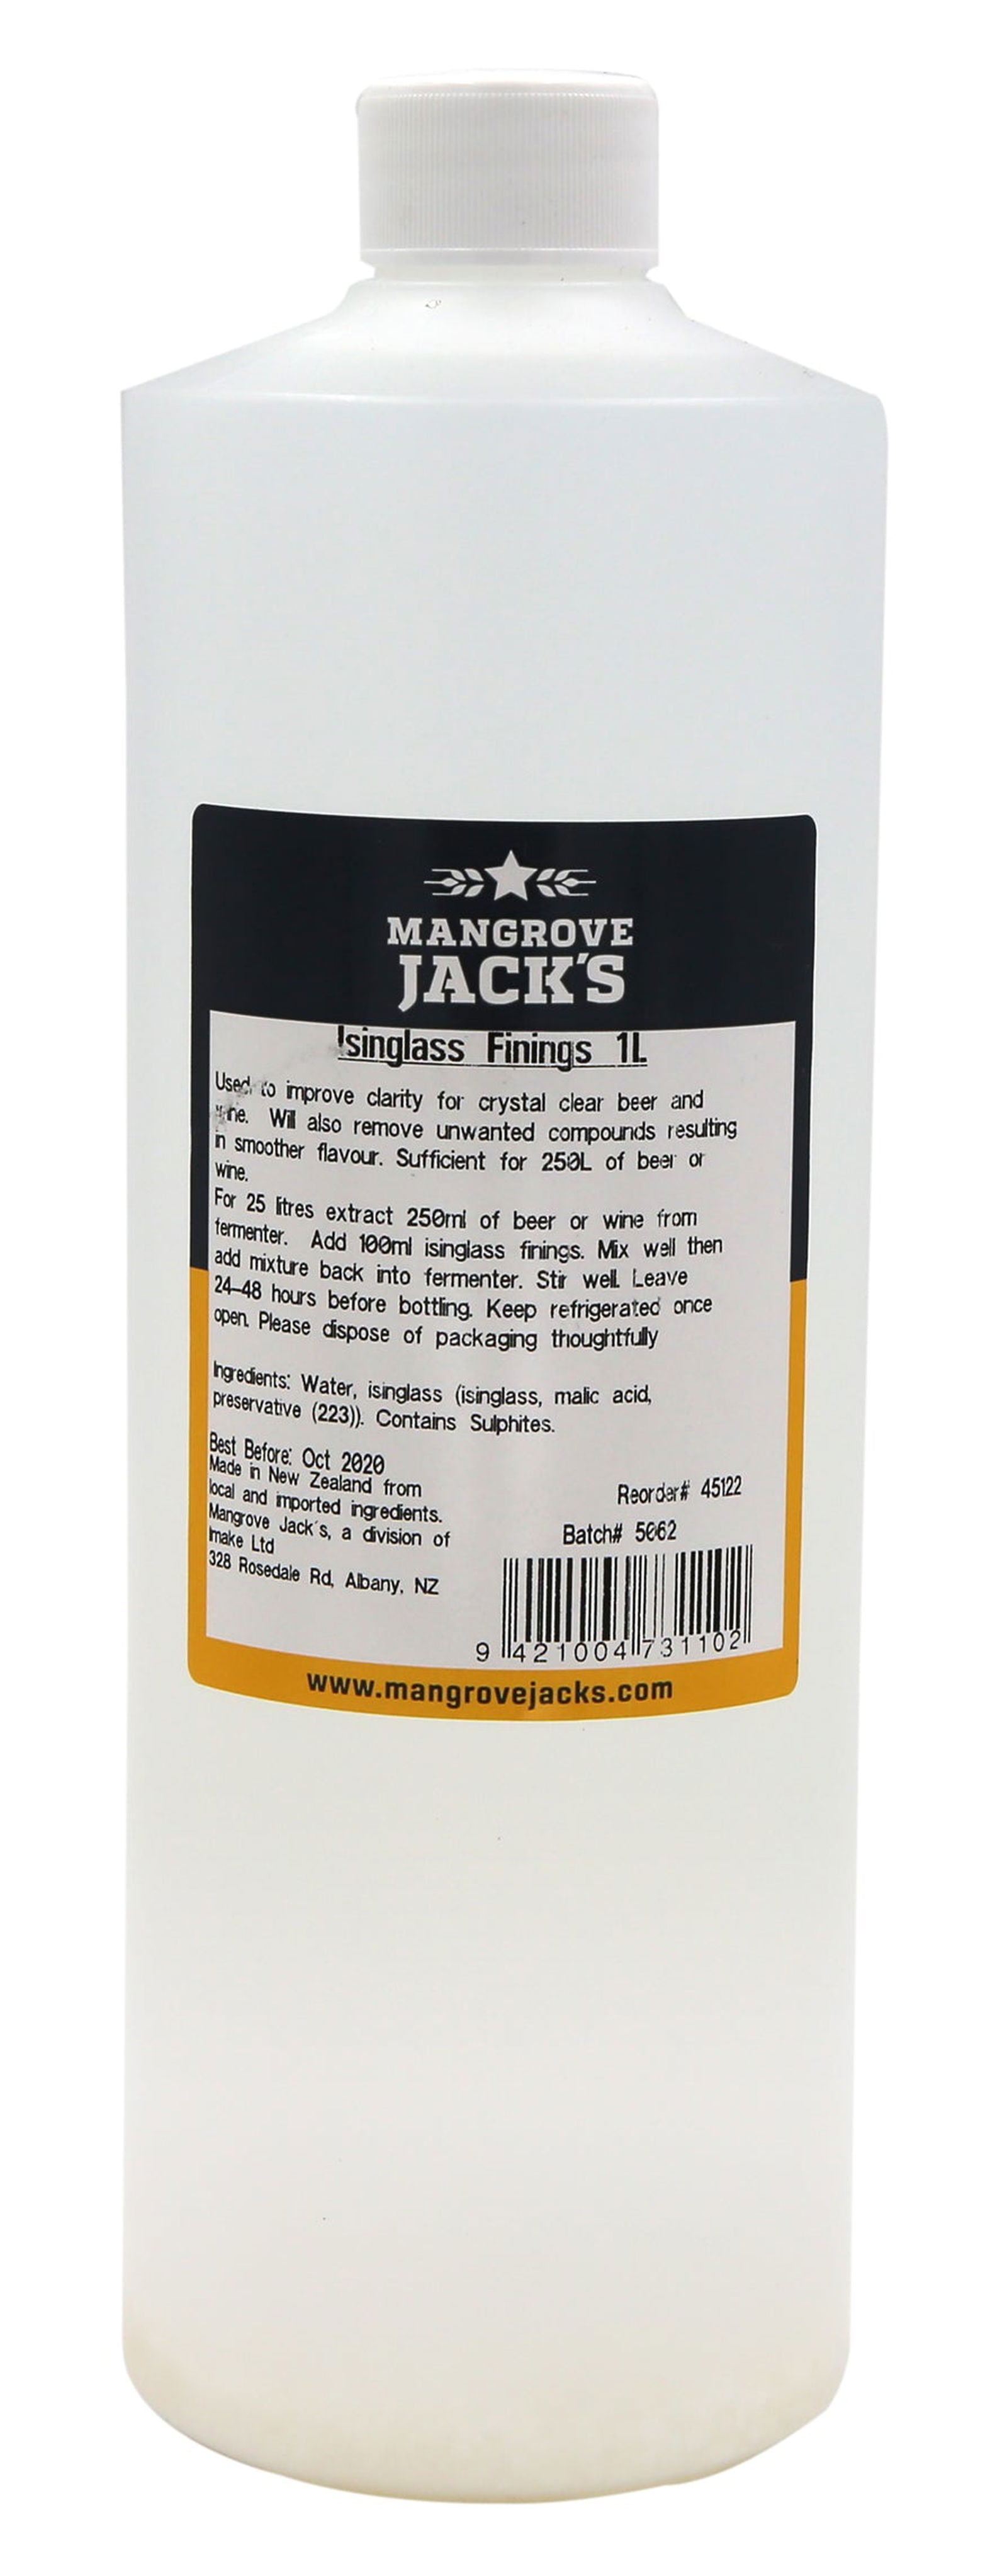 MANGROVE
JACK'S
Isinglass Finings 1L
Used to improve clarity for crystal clear beer and
wine. Will also remove unwanted compounds resulting
in smoother flavour. Sufficient for 250L of beer or
wine.
For 25 litres extract 250ml of beer or wine from
fermenter. Add 100ml isinglass finings. Mix well then
add mixture back into fermenter. Stir well. Leave
24-48 hours before bottling. Keep refrigerated once
open. Please dispose of packaging thoughtfully
Ingredients: Water, isinglass (isinglass, malic acid,
preservative (223)). Contains Sulphites.
Best Before: Oct 2020
Made in New Zealand from
local and imported ingredients.
Mangrove Jack's, a division of
Imake Ltd
328 Rosedale Rd, Albany, NZ
Reorder# 45122
Batch# 5062
9 421004 731102
www.mangrovejacks.com